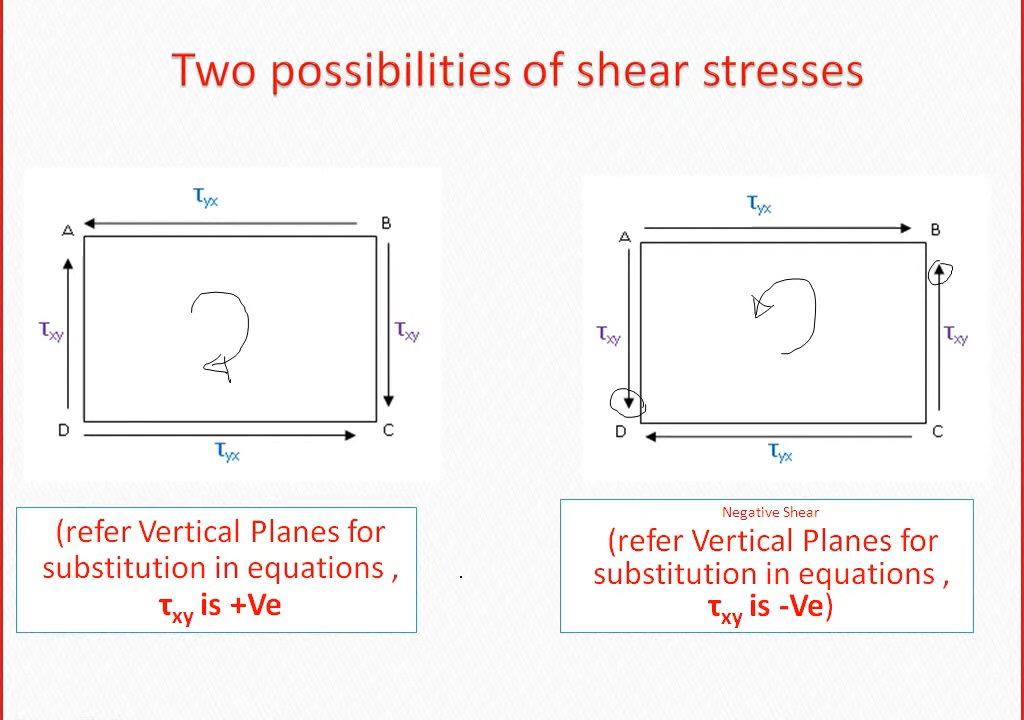 Two possibilities of shear stresses
τyx
A
B
τxy
τxy
D
C
τyx
τyx
A
B
τxy
τxy
D
C
τyx
(refer Vertical Planes for
substitution in equations ,
τxy is +Ve
Negative Shear
(refer Vertical Planes for
substitution in equations ,
τxy is -Ve)